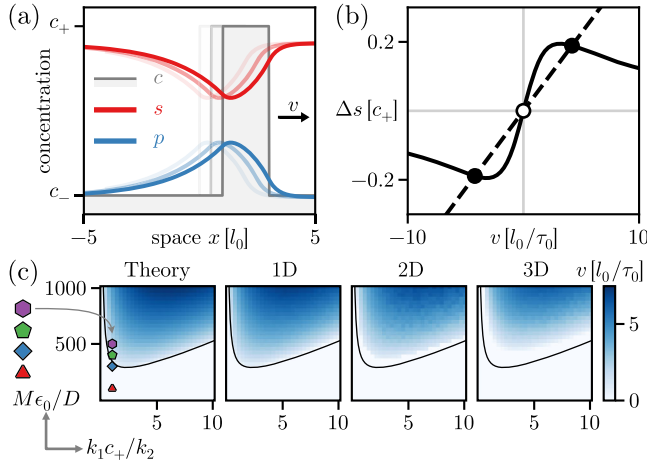 (a)
c₊
concentration
c
s
p
v
c₋
−5
space x [l₀]
5
(b)
0.2
Δs [c₊]
−0.2
−10
v [l₀/τ₀]
10
(c)
Theory
1D
2D
3D
v [l₀/τ₀]
1000
500
Mϵ₀/D
k₁c₊/k₂
5
10
5
10
5
10
5
10
5
0